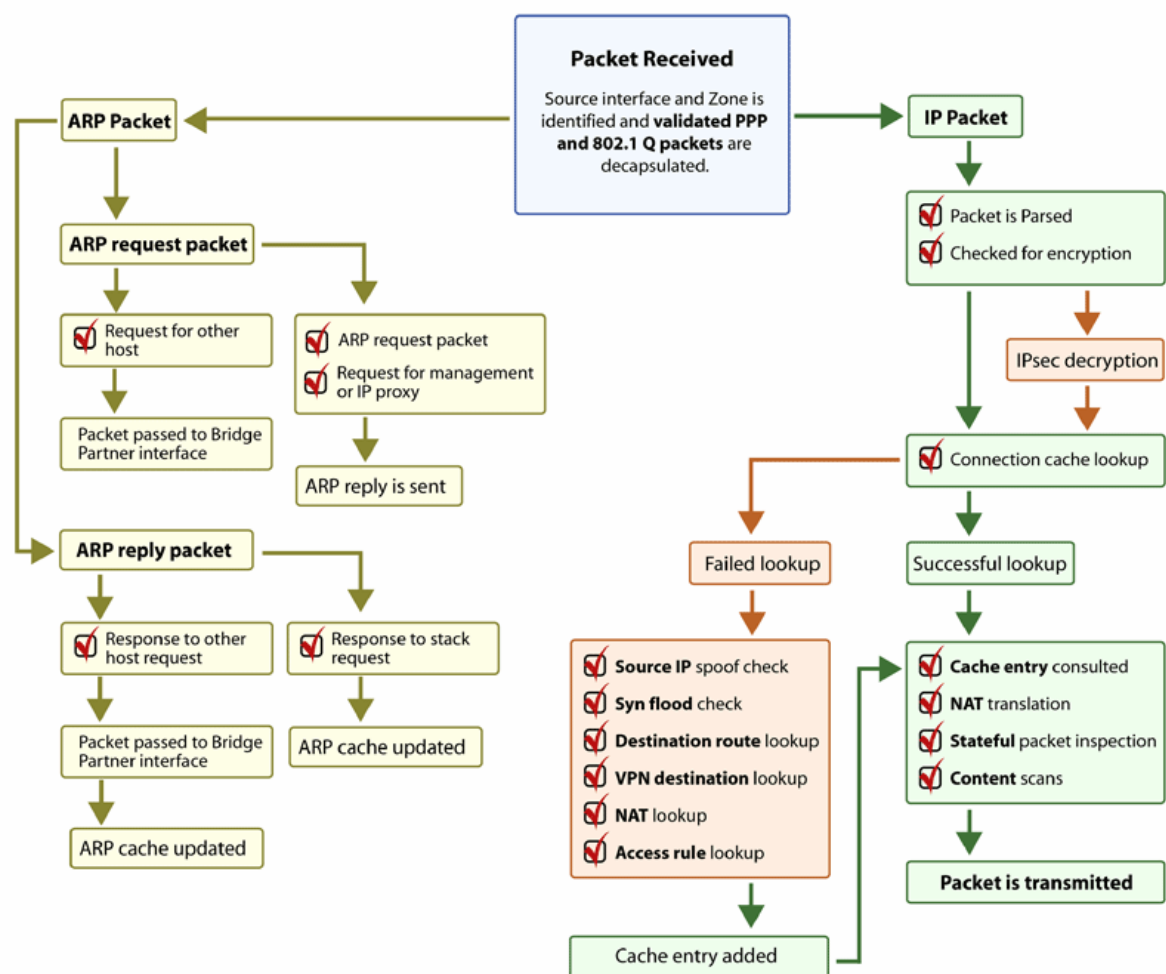 Packet Received
Source interface and Zone is
identified and validated PPP
and 802.1 Q packets are
decapsulated.
ARP Packet
ARP request packet
Request for other
host
Packet passed to Bridge
Partner interface
ARP request packet
Request for management
or IP proxy
ARP reply is sent
ARP reply packet
Response to other
host request
Packet passed to Bridge
Partner interface
ARP cache updated
Response to stack
request
ARP cache updated
IP Packet
Packet is Parsed
Checked for encryption
IPsec decryption
Connection cache lookup
Failed lookup
Source IP spoof check
Syn flood check
Destination route lookup
VPN destination lookup
NAT lookup
Access rule lookup
Cache entry added
Successful lookup
Cache entry consulted
NAT translation
Stateful packet inspection
Content scans
Packet is transmitted